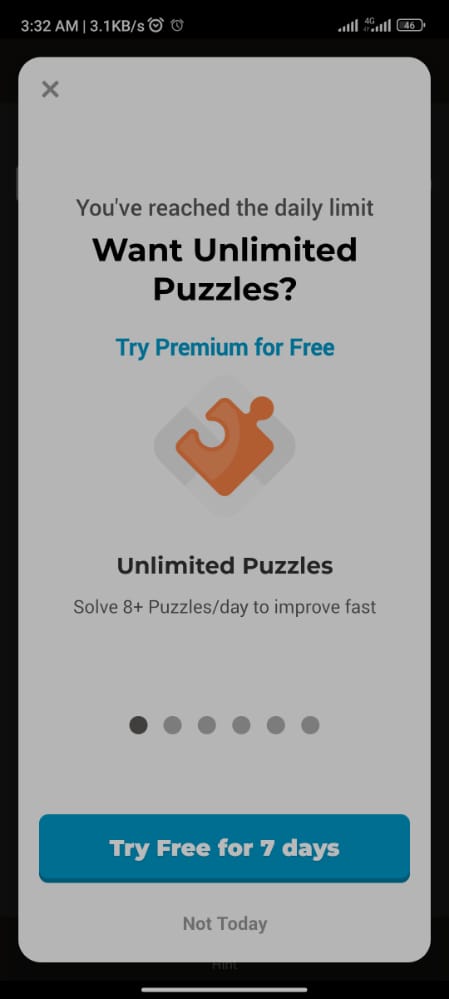 3:32 AM | 3.1KB/s
4G
46
You've reached the daily limit
Want Unlimited
Puzzles?
Try Premium for Free
Unlimited Puzzles
Solve 8+ Puzzles/day to improve fast
Try Free for 7 days
Not Today
Hint